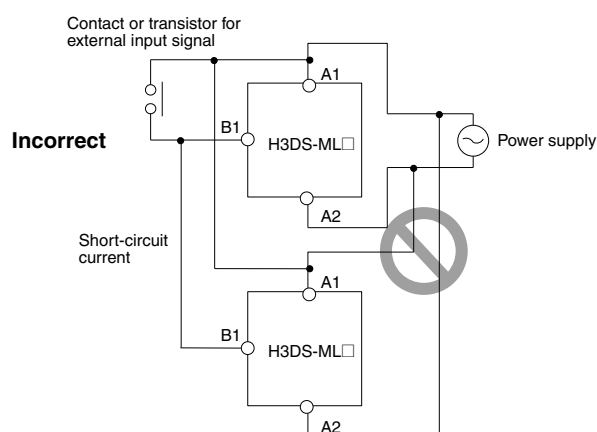 Contact or transistor for
external input signal
A1
B1
Incorrect
H3DS-ML□
Power supply
A2
Short-circuit
current
A1
B1
H3DS-ML□
A2